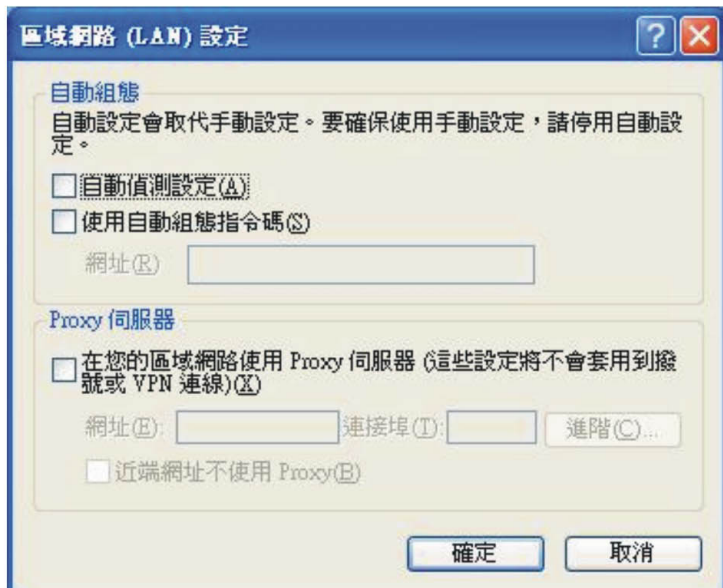 區域網路 (LAN) 設定
自動組態
自動設定會取代手動設定。要確保使用手動設定，請停用自動設
定。
自動偵測設定(A)
使用自動組態指令碼(S)
網址(R)
Proxy 伺服器
在您的區域網路使用 Proxy 伺服器 (這些設定將不會套用到撥
號或 VPN 連線)(X)
網址(E): 連接埠(T): 進階(C)...
近端網址不使用 Proxy(B)
確定 取消